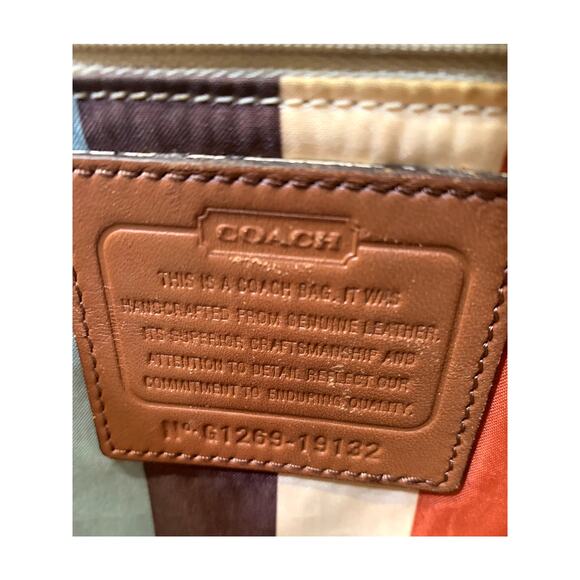 COACH
THIS IS A COACH BAG. IT WAS
HANDCRAFTED FROM GENUINE LEATHER.
ITS SUPERIOR CRAFTSMANSHIP AND
ATTENTION TO DETAIL REFLECT OUR
COMMITMENT TO ENDURING QUALITY.
No. G1269-19132